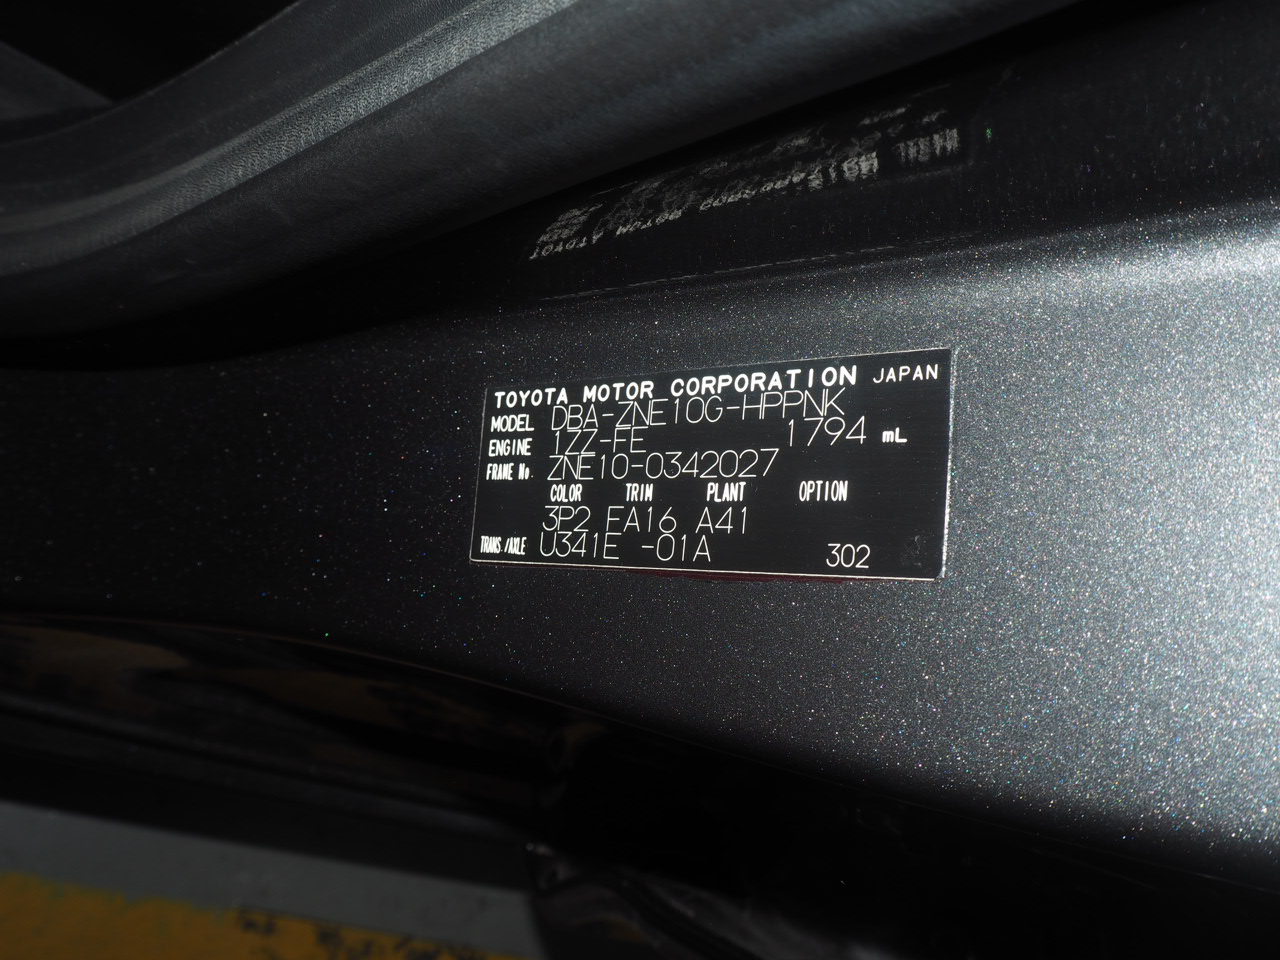 TOYOTA MOTOR CORPORATION JAPAN
MODEL DBA-ZNE10G-HPPNK
ENGINE 1ZZ-FE 1794 mL
FRAME No. ZNE10-0342027
COLOR TRIM PLANT OPTION
3P2 FA16 A41
TRANS./AXLE U341E -01A 302